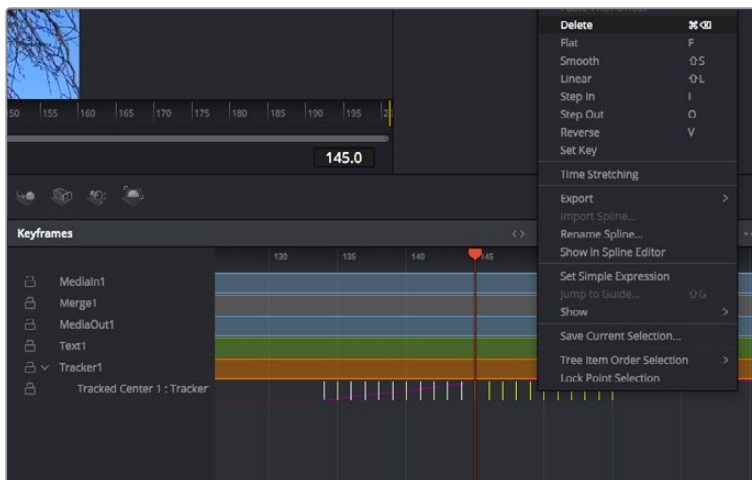 Delete ⌘⌫
Flat F
Smooth ⇧S
Linear ⇧L
Step In I
Step Out O
Reverse V
Set Key
Time Stretching
Export >
Import Spline...
Rename Spline...
Show in Spline Editor
Set Simple Expression
Jump to Guide... ⇧G
Show >
Save Current Selection...
Tree Item Order Selection >
Lock Point Selection
50 155 160 165 170 175 180 185 190 195
145.0
Keyframes
130 135 140 145
MediaIn1
Merge1
MediaOut1
Text1
Tracker1
Tracked Center 1 : Tracker